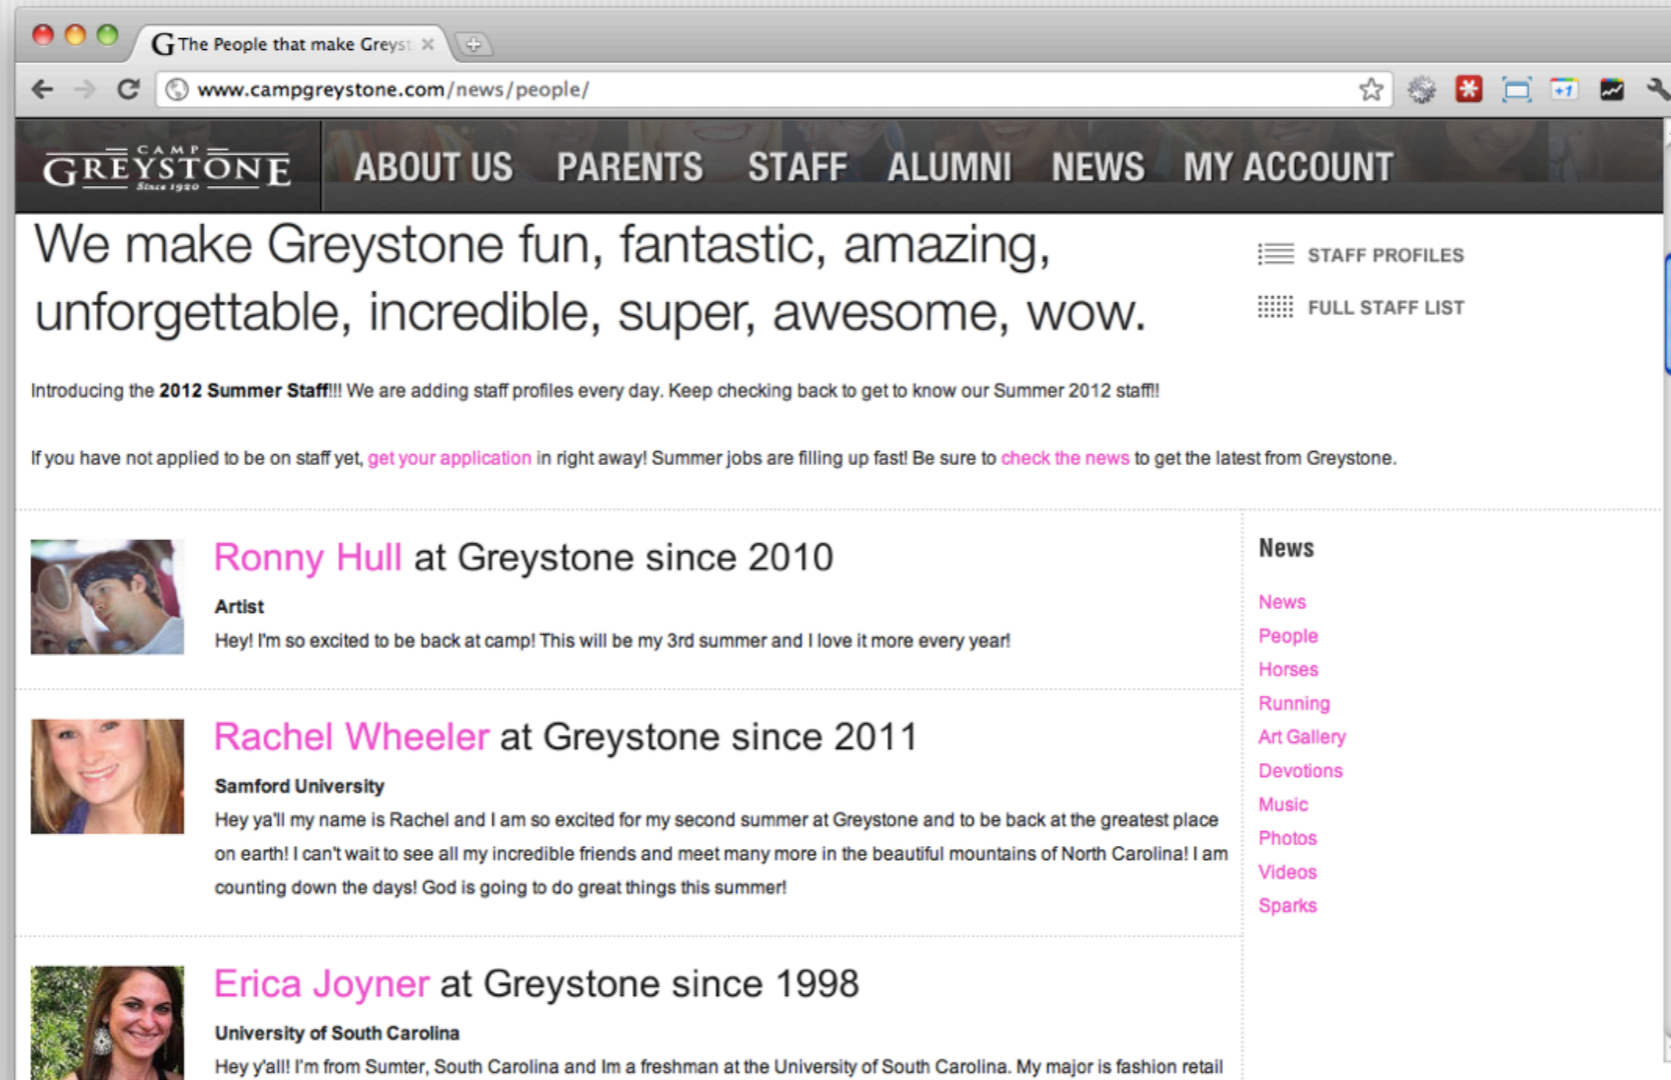 G The People that make Greyst
www.campgreystone.com/news/people/
+1
CAMP
GREYSTONE
Since 1920
ABOUT US PARENTS STAFF ALUMNI NEWS MY ACCOUNT
We make Greystone fun, fantastic, amazing,
unforgettable, incredible, super, awesome, wow.
STAFF PROFILES
FULL STAFF LIST
Introducing the 2012 Summer Staff!!! We are adding staff profiles every day. Keep checking back to get to know our Summer 2012 staff!!
If you have not applied to be on staff yet, get your application in right away! Summer jobs are filling up fast! Be sure to check the news to get the latest from Greystone.
Ronny Hull at Greystone since 2010
Artist
Hey! I'm so excited to be back at camp! This will be my 3rd summer and I love it more every year!
Rachel Wheeler at Greystone since 2011
Samford University
Hey ya'll my name is Rachel and I am so excited for my second summer at Greystone and to be back at the greatest place
on earth! I can't wait to see all my incredible friends and meet many more in the beautiful mountains of North Carolina! I am
counting down the days! God is going to do great things this summer!
Erica Joyner at Greystone since 1998
University of South Carolina
Hey y'all! I'm from Sumter, South Carolina and Im a freshman at the University of South Carolina. My major is fashion retail
News
News
People
Horses
Running
Art Gallery
Devotions
Music
Photos
Videos
Sparks